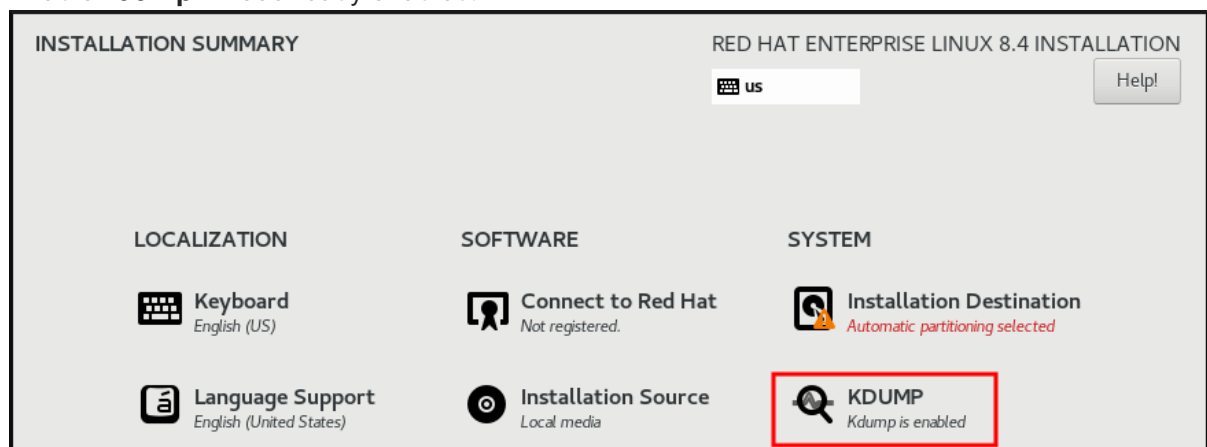 INSTALLATION SUMMARY
RED HAT ENTERPRISE LINUX 8.4 INSTALLATION
us
Help!
LOCALIZATION
SOFTWARE
SYSTEM
Keyboard
English (US)
Connect to Red Hat
Not registered.
Installation Destination
Automatic partitioning selected
Language Support
English (United States)
Installation Source
Local media
KDUMP
Kdump is enabled